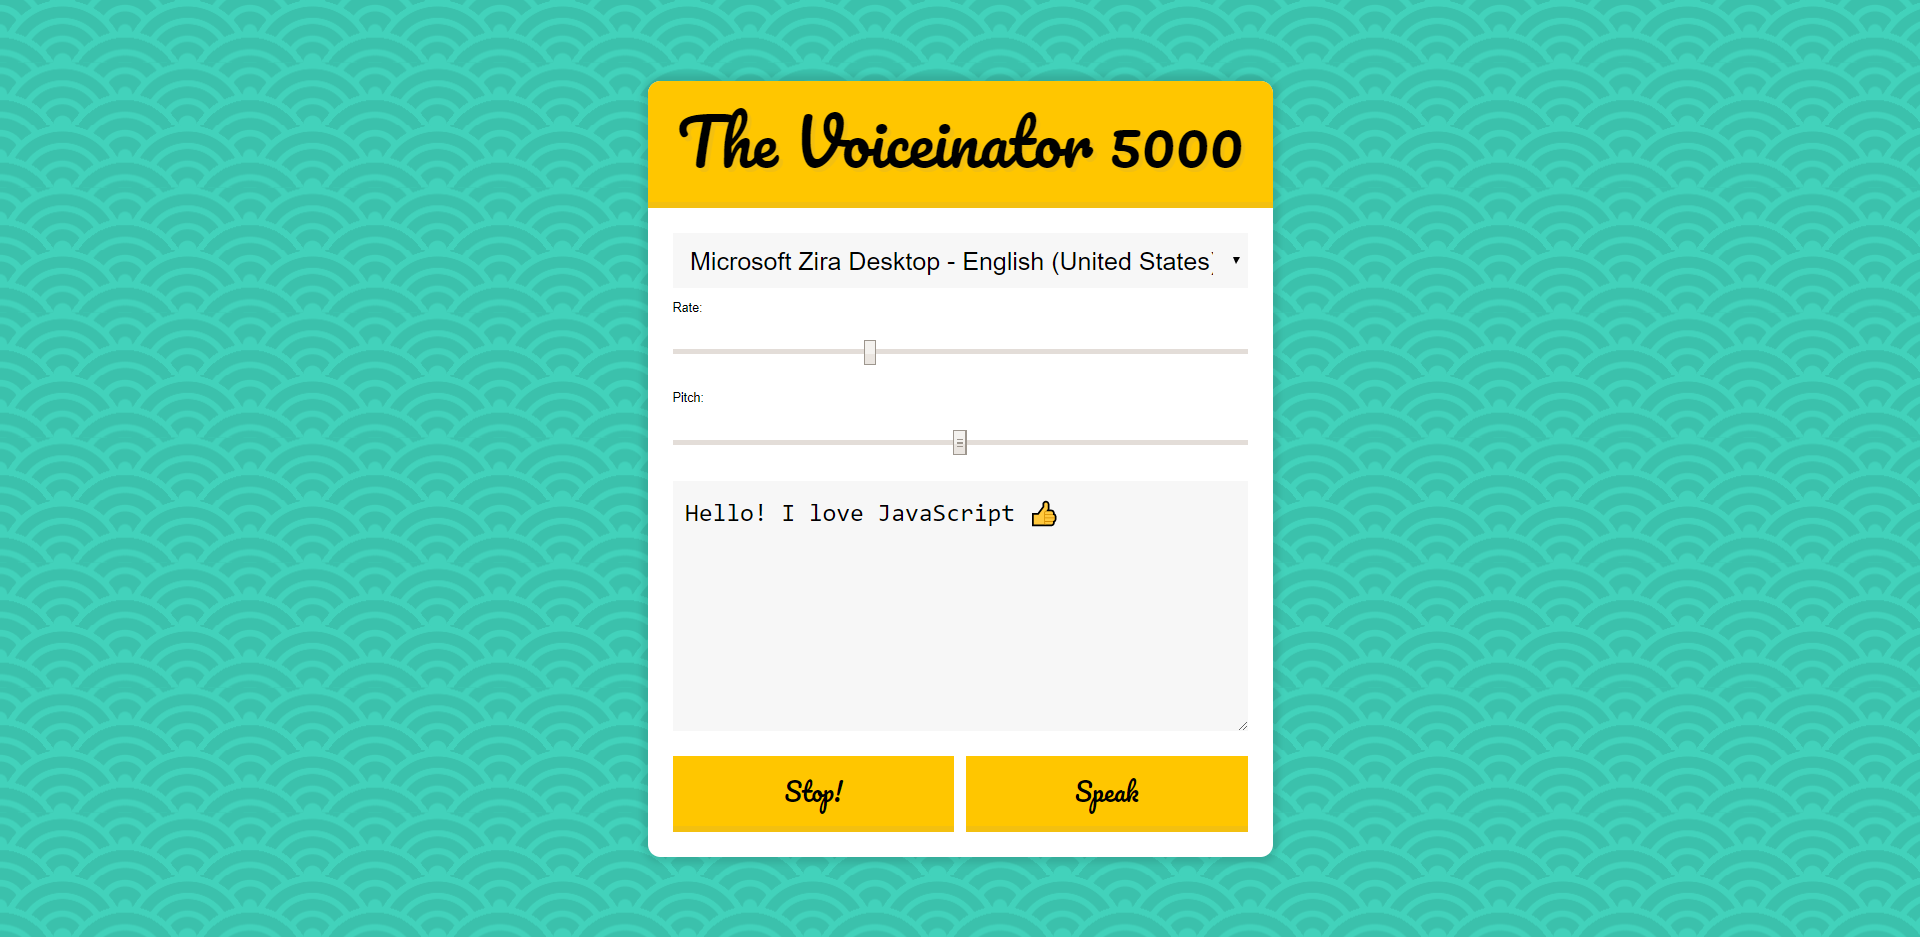 The Voiceinator 5000
Microsoft Zira Desktop - English (United States)
Rate:
Pitch:
Hello! I love JavaScript 👍
Stop!
Speak